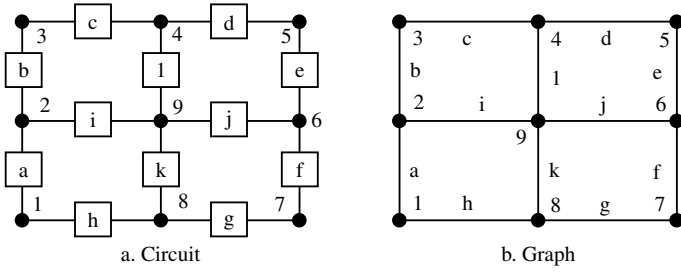 c d 3 c 4 d 5
3 4 5
b 1 e b 1 e
2 9 6 2 6
i j i j
9
a k f a k f
1 8 7 1 h 8 g 7
h g
a. Circuit b. Graph